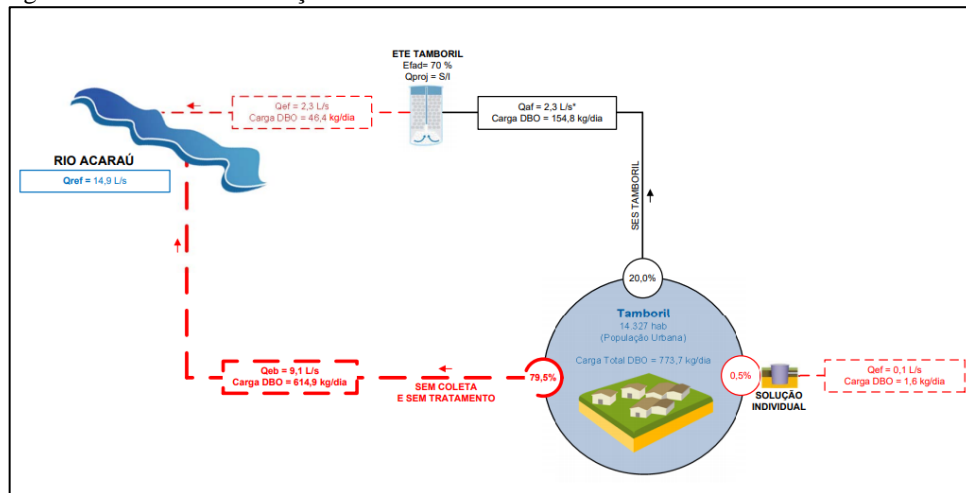 ETE TAMBORIL
Efad= 70 %
Qproj = S/I
Qef = 2,3 L/s
Carga DBO = 46,4 kg/dia
Qaf = 2,3 L/s*
Carga DBO = 154,8 kg/dia
RIO ACARAÚ
Qref = 14,9 L/s
SES TAMBORIL
20,0%
Tamboril
14.327 hab
(População Urbana)
Carga Total DBO = 773,7 kg/dia
Qeb = 9,1 L/s
Carga DBO = 614,9 kg/dia
SEM COLETA
E SEM TRATAMENTO
79,5%
0,5%
SOLUÇÃO
INDIVIDUAL
Qef = 0,1 L/s
Carga DBO = 1,6 kg/dia